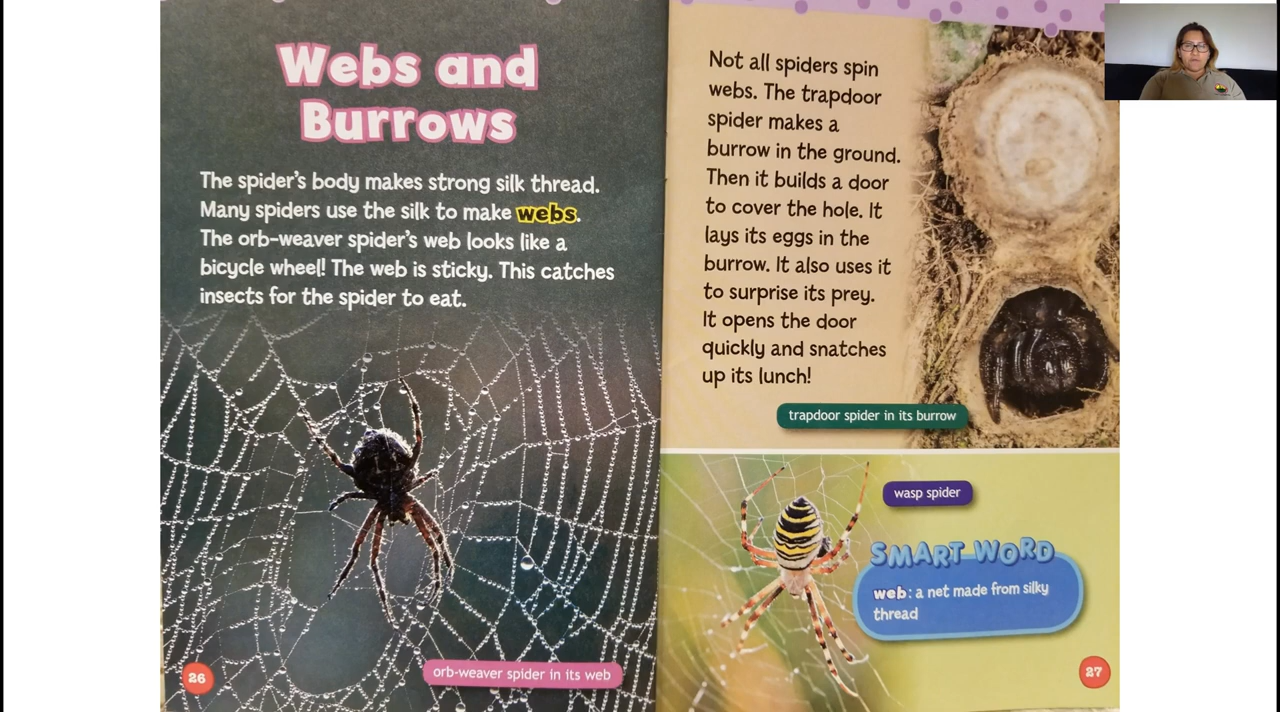 Webs and
Burrows
The spider's body makes strong silk thread.
Many spiders use the silk to make webs.
The orb-weaver spider's web looks like a
bicycle wheel! The web is sticky. This catches
insects for the spider to eat.
orb-weaver spider in its web
26
Not all spiders spin
webs. The trapdoor
spider makes a
burrow in the ground.
Then it builds a door
to cover the hole. It
lays its eggs in the
burrow. It also uses it
to surprise its prey.
It opens the door
quickly and snatches
up its lunch!
trapdoor spider in its burrow
wasp spider
SMART WORD
web: a net made from silky
thread
27